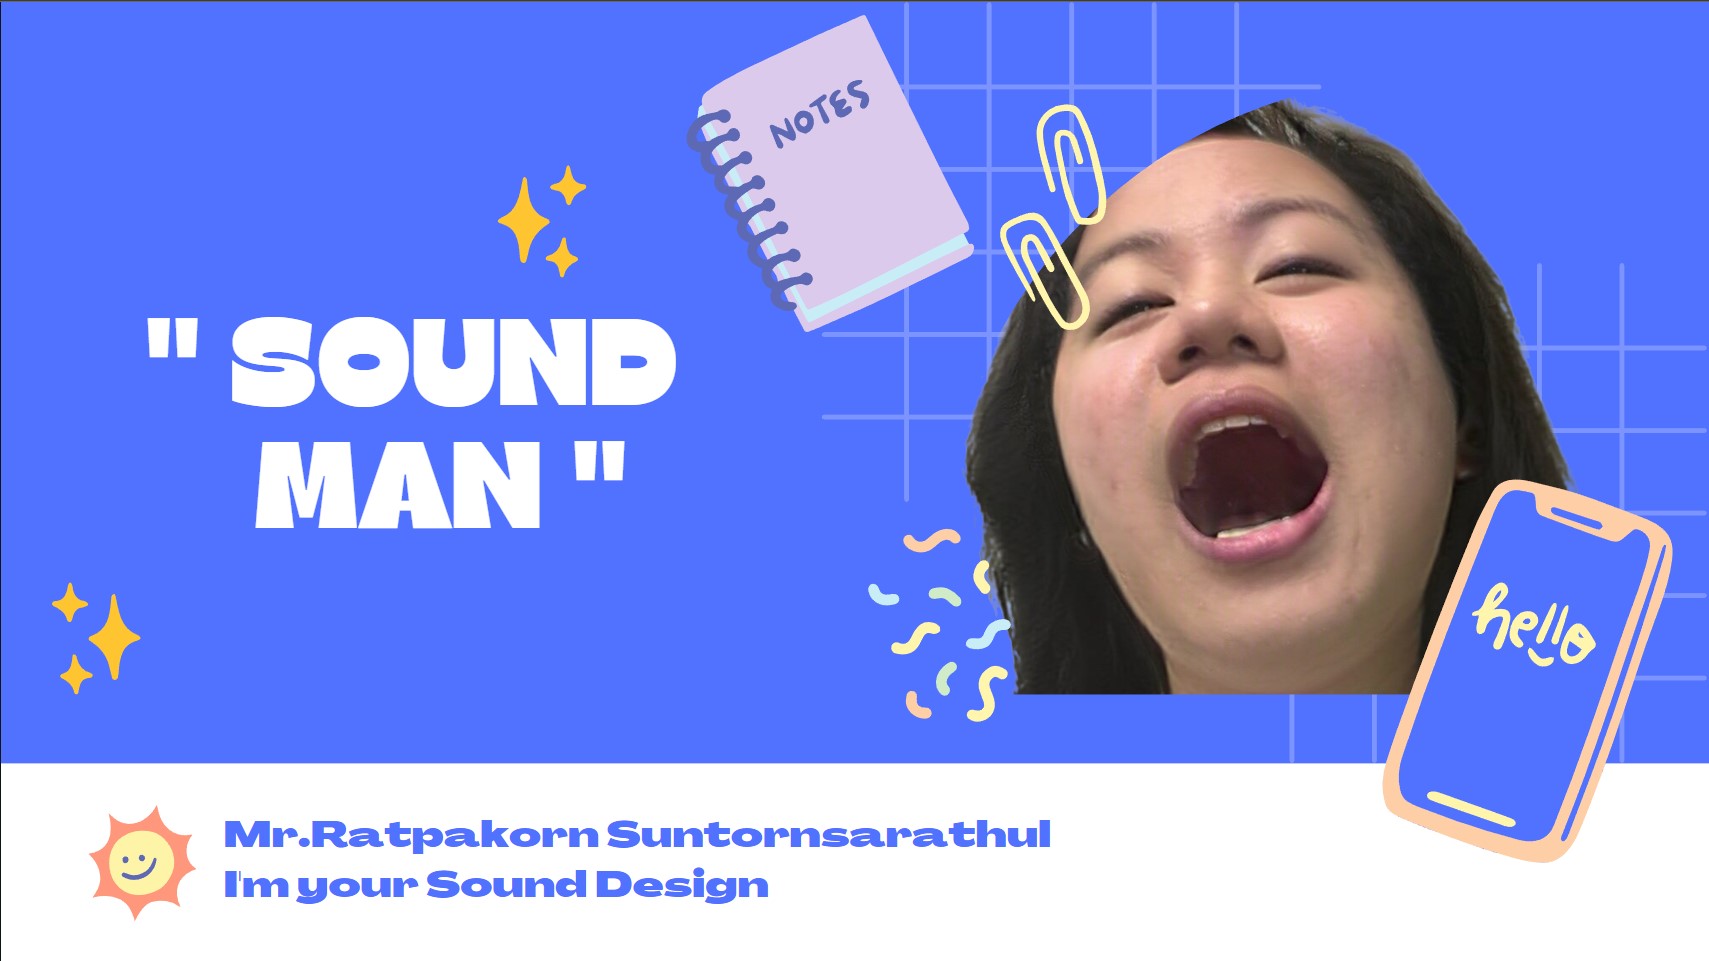 " SOUND
MAN "
NOTES
hello
Mr.Ratpakorn Suntornsarathul
I'm your Sound Design